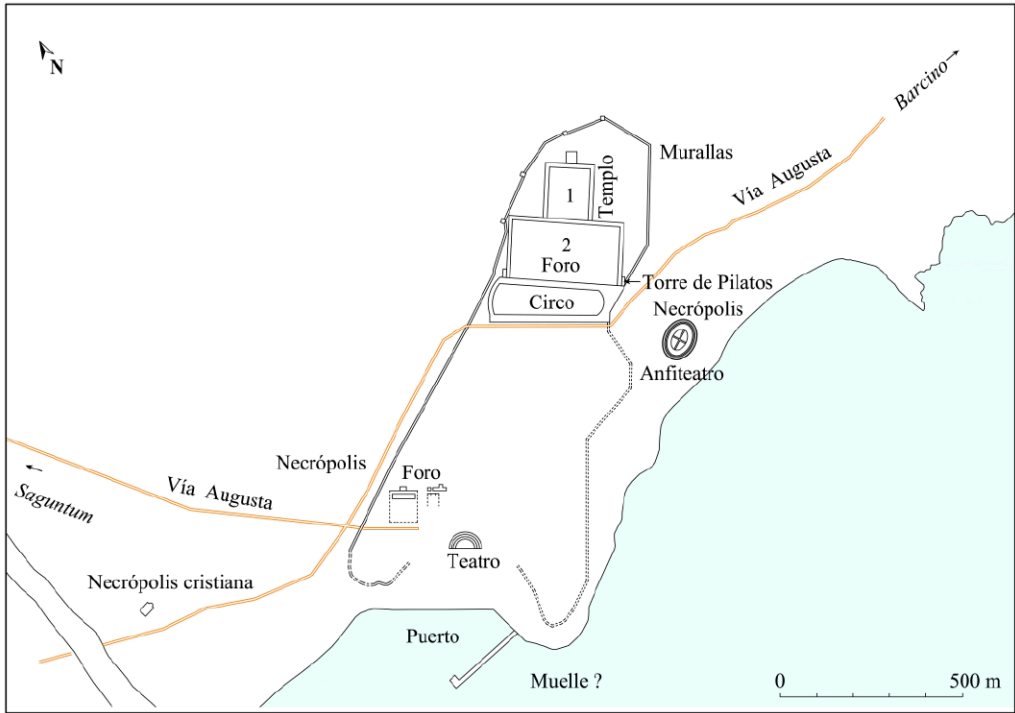 N
Barcino
Murallas
Vía Augusta
Templo
1
2
Foro
Torre de Pilatos
Circo
Necrópolis
Anfiteatro
Necrópolis
Foro
Saguntum
Vía Augusta
Teatro
Necrópolis cristiana
Puerto
Muelle ?
0 500 m